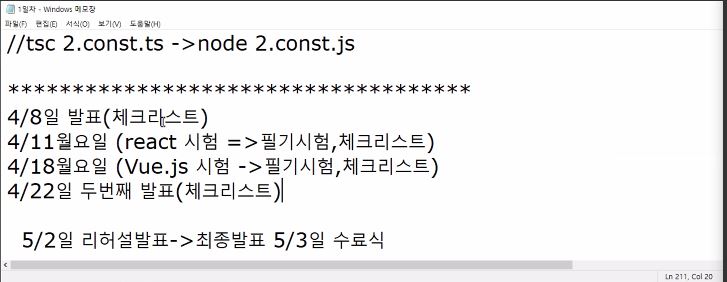 1일차 - Windows 메모장
파일(F) 편집(E) 서식(O) 보기(V) 도움말(H)
//tsc 2.const.ts ->node 2.const.js
************************************
4/8일 발표(체크리스트)
4/11월요일 (react 시험 =>필기시험,체크리스트)
4/18월요일 (Vue.js 시험 ->필기시험,체크리스트)
4/22일 두번째 발표(체크리스트)
5/2일 리허설발표->최종발표 5/3일 수료식
Ln 211, Col 20